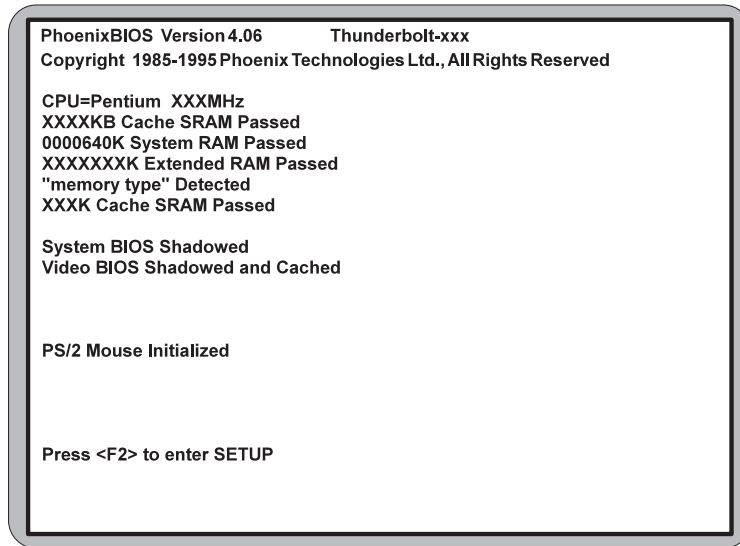 PhoenixBIOS Version 4.06 Thunderbolt-xxx
Copyright 1985-1995 Phoenix Technologies Ltd., All Rights Reserved
CPU=Pentium XXXMHz
XXXXKB Cache SRAM Passed
0000640K System RAM Passed
XXXXXXXK Extended RAM Passed
"memory type" Detected
XXXK Cache SRAM Passed
System BIOS Shadowed
Video BIOS Shadowed and Cached
PS/2 Mouse Initialized
Press <F2> to enter SETUP